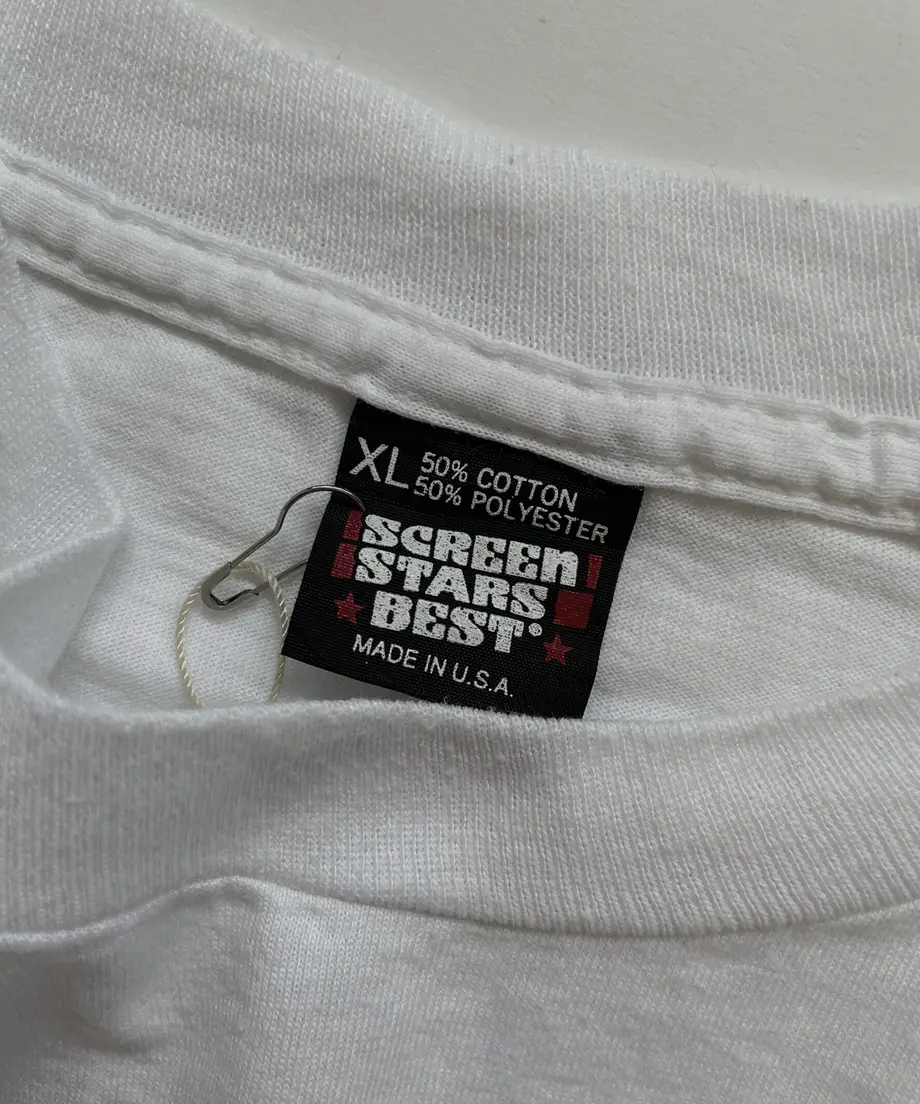 XL 50% COTTON
50% POLYESTER
SCREEN
STARS
BEST
MADE IN U.S.A.